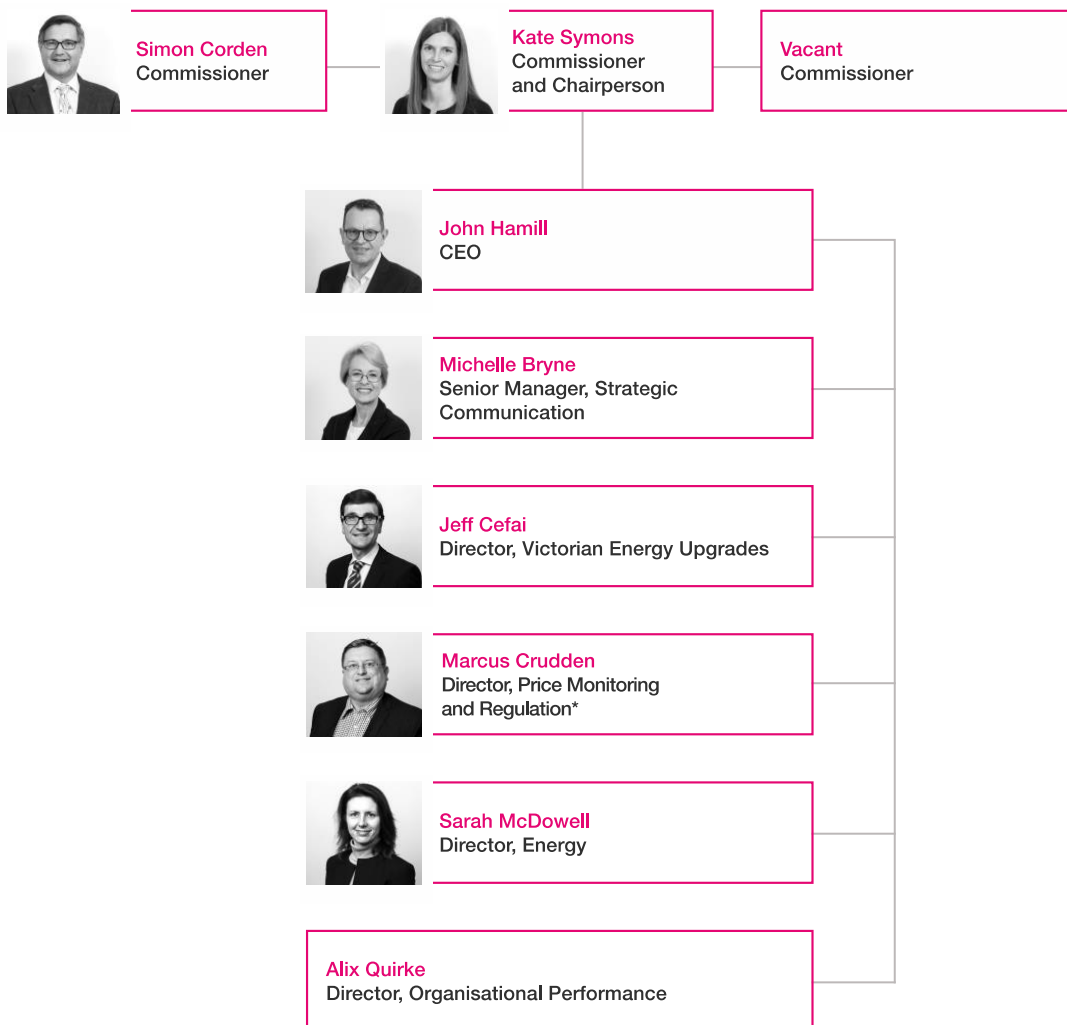 Simon Corden
Commissioner
Kate Symons
Commissioner
and Chairperson
Vacant
Commissioner
John Hamill
CEO
Michelle Bryne
Senior Manager, Strategic
Communication
Jeff Cefai
Director, Victorian Energy Upgrades
Marcus Crudden
Director, Price Monitoring
and Regulation*
Sarah McDowell
Director, Energy
Alix Quirke
Director, Organisational Performance